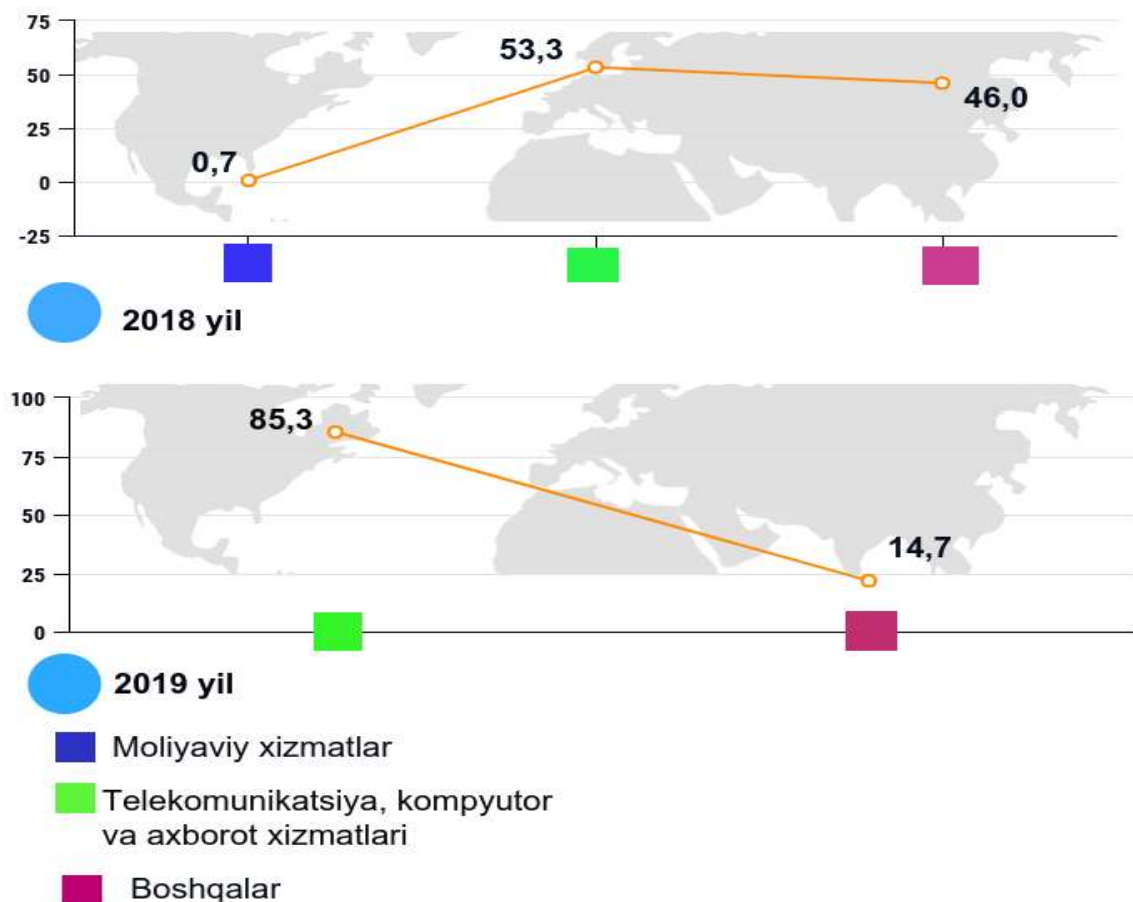 75
53,3
50
46,0
25
0,7
0
-25
2018 yil
100
85,3
75
50
14,7
25
0
2019 yil
Moliyaviy xizmatlar
Telekomunikatsiya, kompyutor
va axborot xizmatlari
Boshqalar